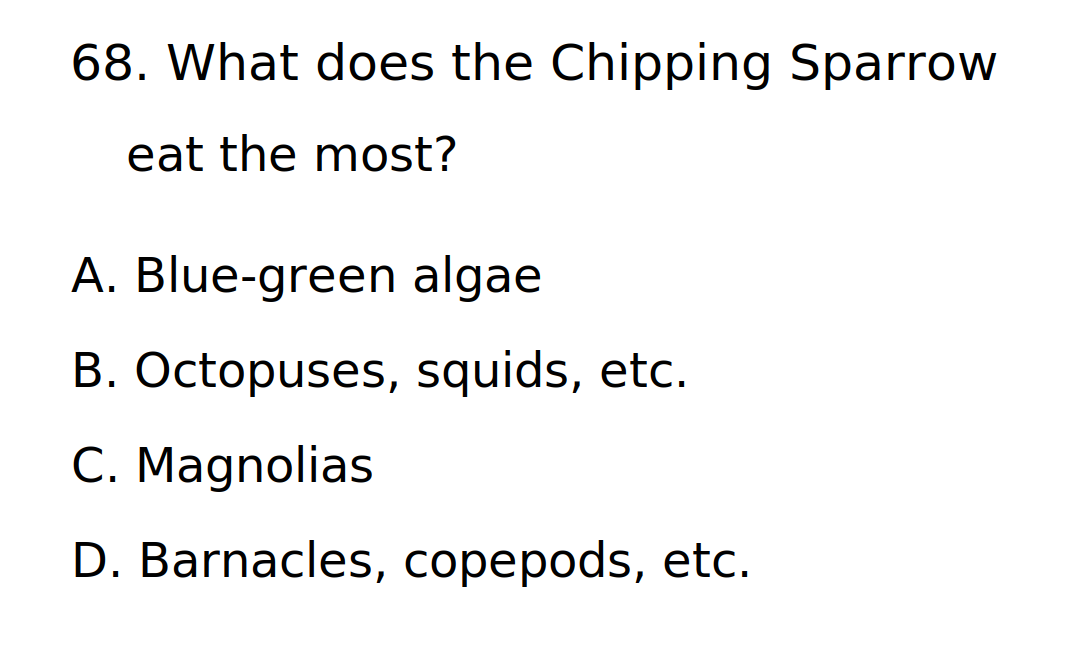 68. What does the Chipping Sparrow
eat the most?
A. Blue-green algae
B. Octopuses, squids, etc.
C. Magnolias
D. Barnacles, copepods, etc.